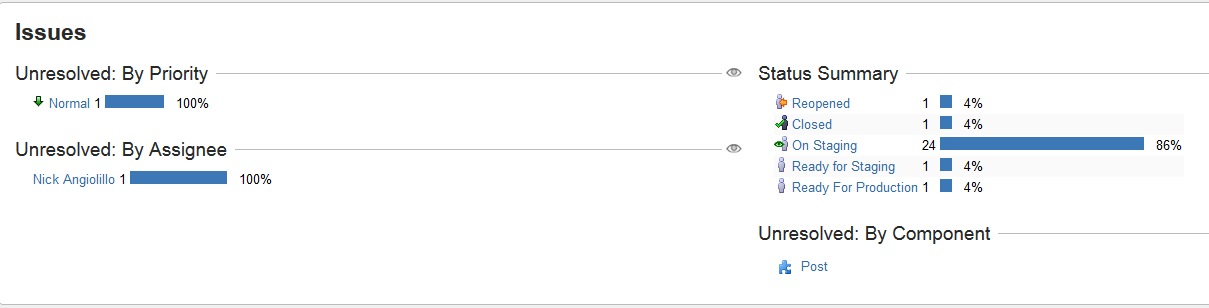 Issues
Unresolved: By Priority
Normal 1 100%
Unresolved: By Assignee
Nick Angiolillo 1 100%
Status Summary
Reopened 1 4%
Closed 1 4%
On Staging 24 86%
Ready for Staging 1 4%
Ready For Production 1 4%
Unresolved: By Component
Post